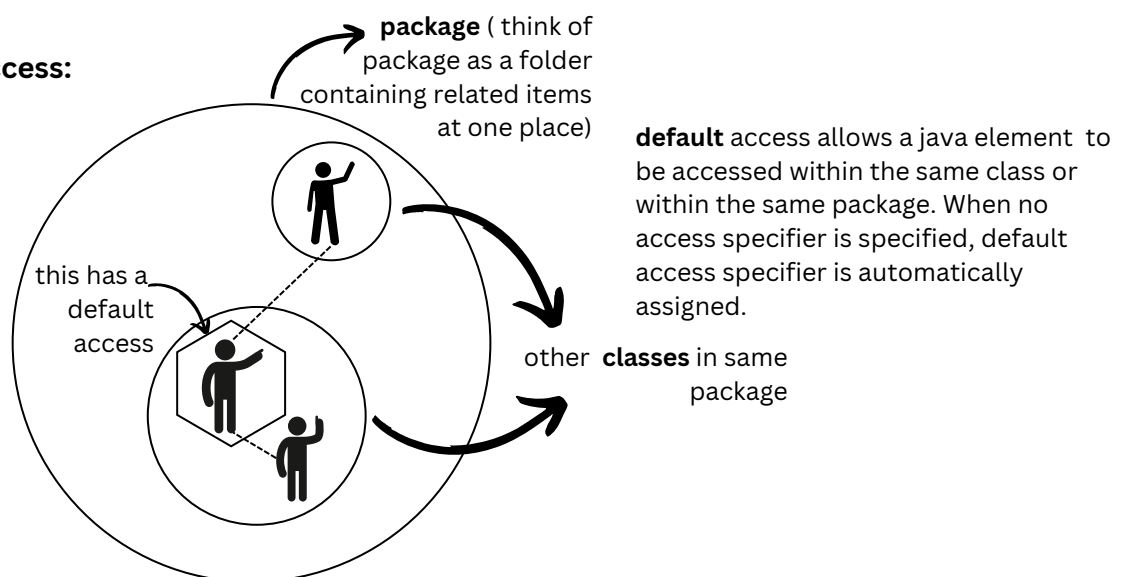 package ( think of
package as a folder
containing related items
at one place)
ccess:
default access allows a java element to
be accessed within the same class or
within the same package. When no
access specifier is specified, default
access specifier is automatically
assigned.
this has a
default
access
other classes in same
package